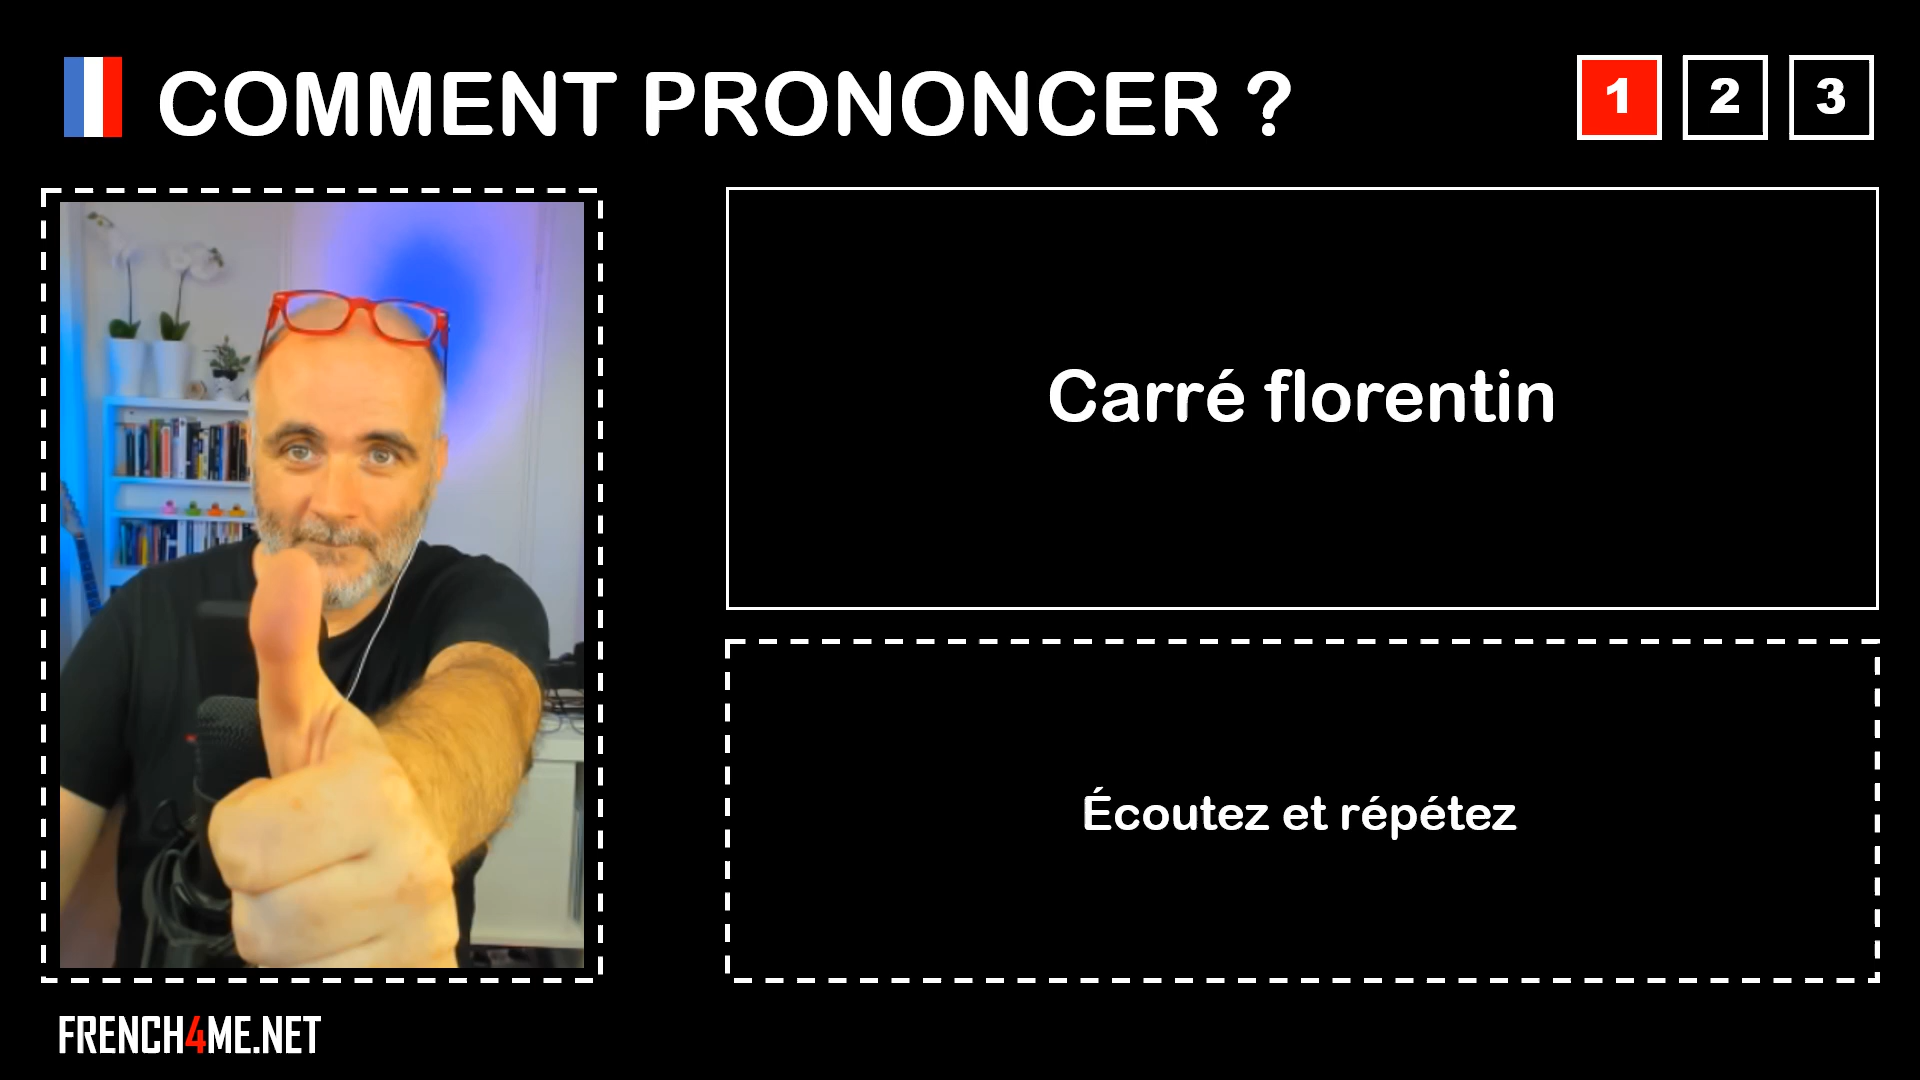 COMMENT PRONONCER ?
1 2 3
Carré florentin
Écoutez et répétez
FRENCH4ME.NET